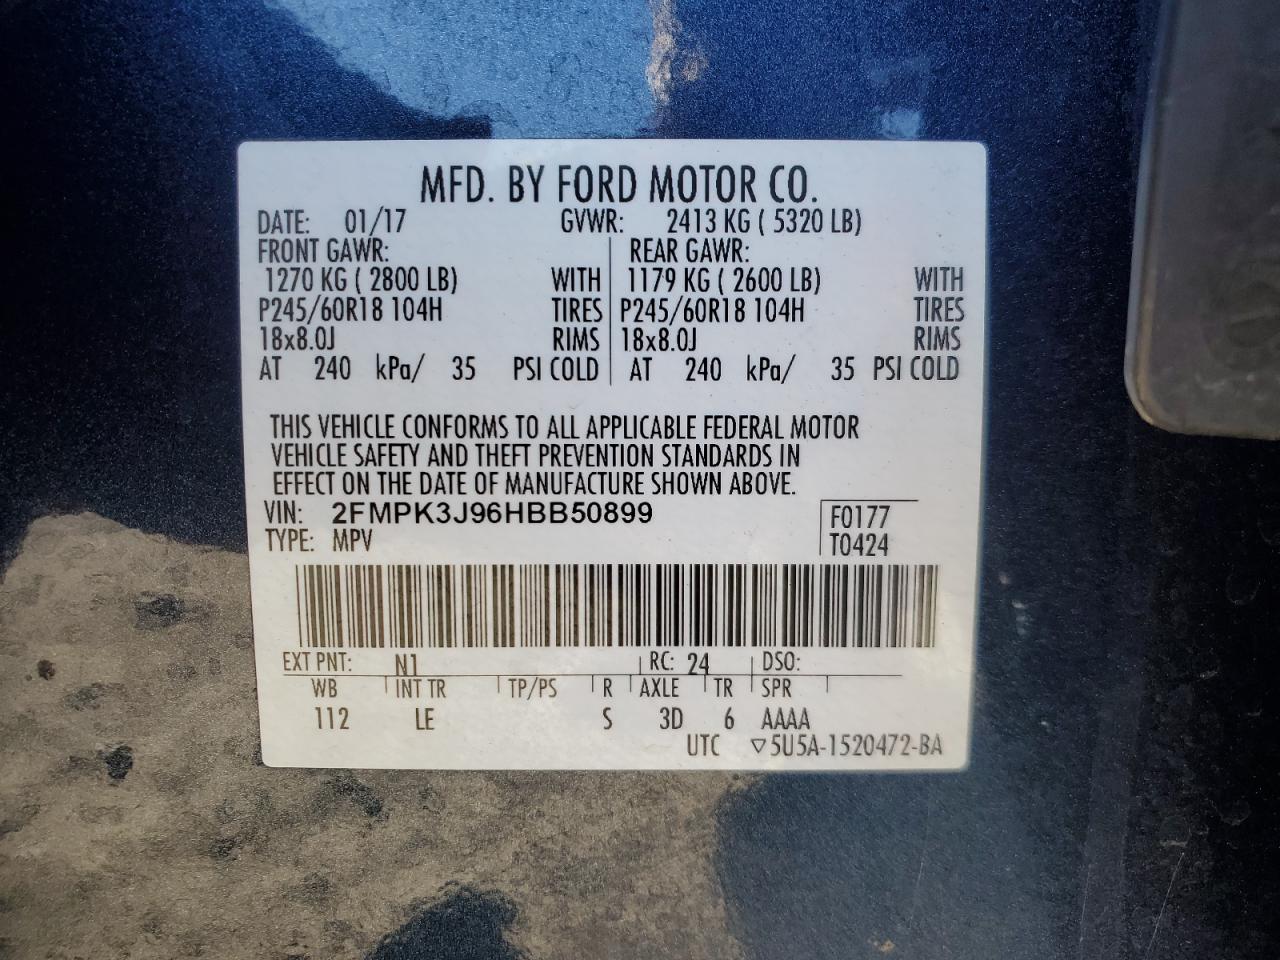 MFD. BY FORD MOTOR CO.
DATE: 01/17 GVWR: 2413 KG ( 5320 LB)
FRONT GAWR: REAR GAWR:
1270 KG ( 2800 LB) WITH 1179 KG ( 2600 LB) WITH
P245/60R18 104H TIRES P245/60R18 104H TIRES
18x8.0J RIMS 18x8.0J RIMS
AT 240 kPa/ 35 PSI COLD AT 240 kPa/ 35 PSI COLD
THIS VEHICLE CONFORMS TO ALL APPLICABLE FEDERAL MOTOR
VEHICLE SAFETY AND THEFT PREVENTION STANDARDS IN
EFFECT ON THE DATE OF MANUFACTURE SHOWN ABOVE.
VIN: 2FMPK3J96HBB50899 F0177
TYPE: MPV T0424
EXT PNT: N1 RC: 24 DSO:
WB INT TR TP/PS R AXLE TR SPR
112 LE S 3D 6 AAAA
UTC ▽5U5A-1520472-BA